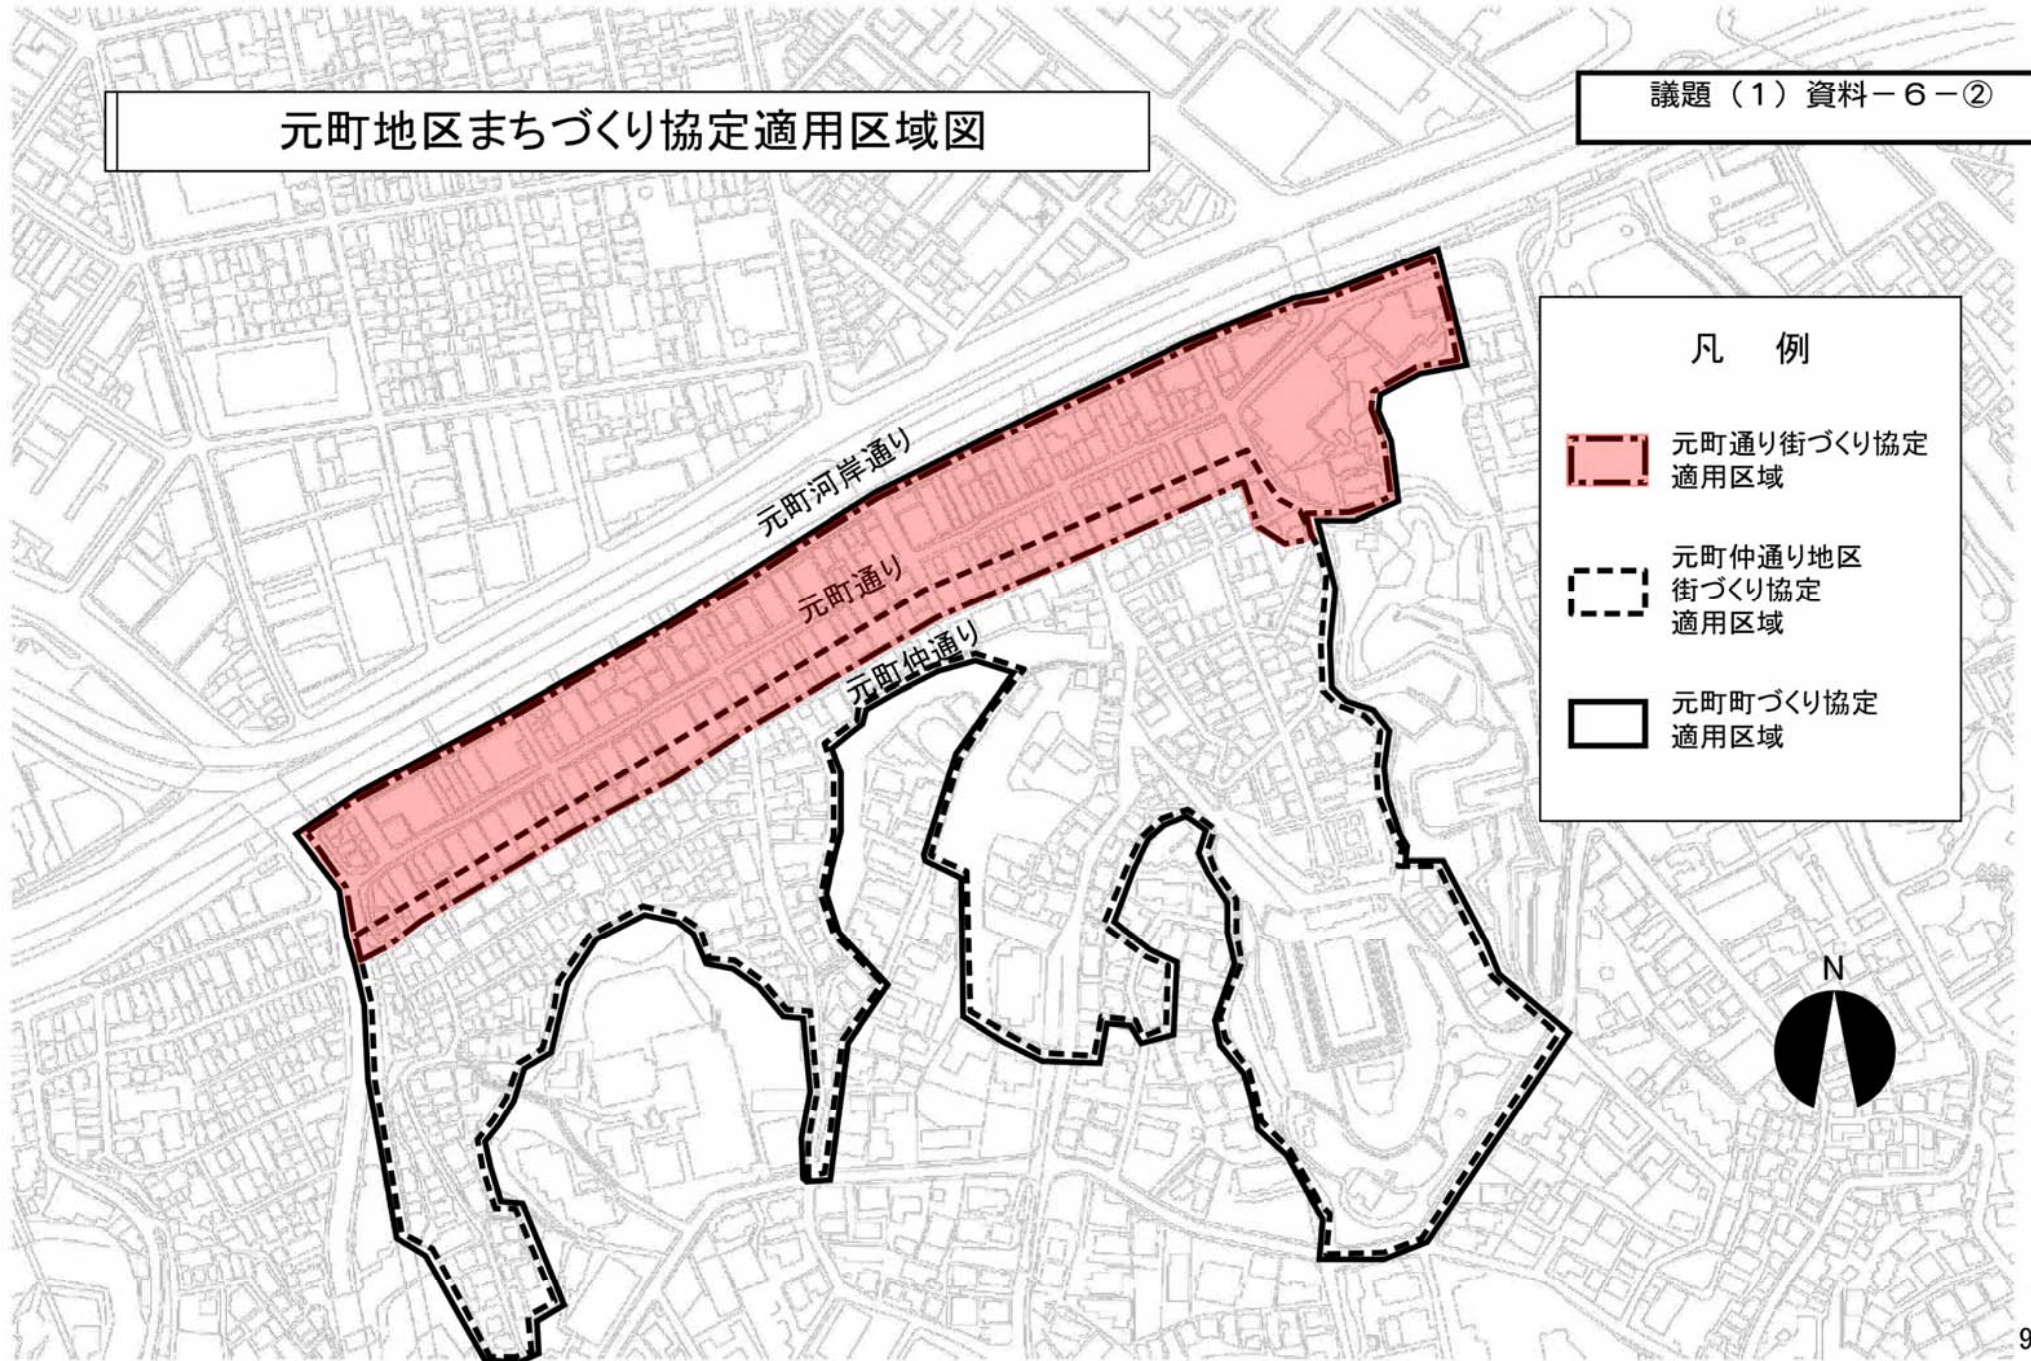 議題（1）資料－6－②
元町地区まちづくり協定適用区域図
凡 例
元町通り街づくり協定
適用区域
元町仲通り地区
街づくり協定
適用区域
元町町づくり協定
適用区域
元町河岸通り
元町通り
元町仲通り
N
9